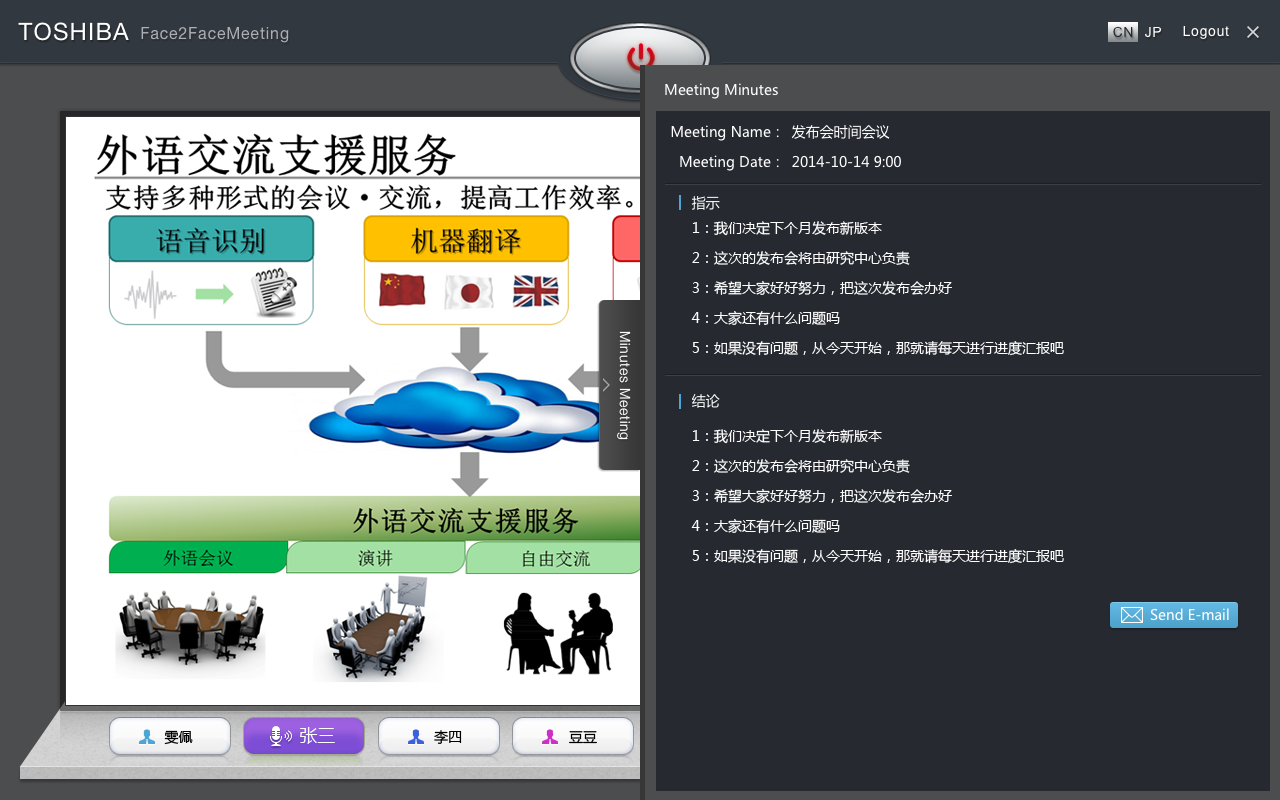 TOSHIBA Face2FaceMeeting
CN JP Logout
外语交流支援服务
支持多种形式的会议·交流，提高工作效率。
语音识别
机器翻译
外语交流支援服务
外语会议
演讲
自由交流
雯佩
张三
李四
豆豆
Minutes Meeting
Meeting Minutes
Meeting Name： 发布会时间会议
Meeting Date： 2014-10-14 9:00
指示
1：我们决定下个月发布新版本
2：这次的发布会将由研究中心负责
3：希望大家好好努力，把这次发布会办好
4：大家还有什么问题吗
5：如果没有问题，从今天开始，那就请每天进行进度汇报吧
结论
1：我们决定下个月发布新版本
2：这次的发布会将由研究中心负责
3：希望大家好好努力，把这次发布会办好
4：大家还有什么问题吗
5：如果没有问题，从今天开始，那就请每天进行进度汇报吧
Send E-mail